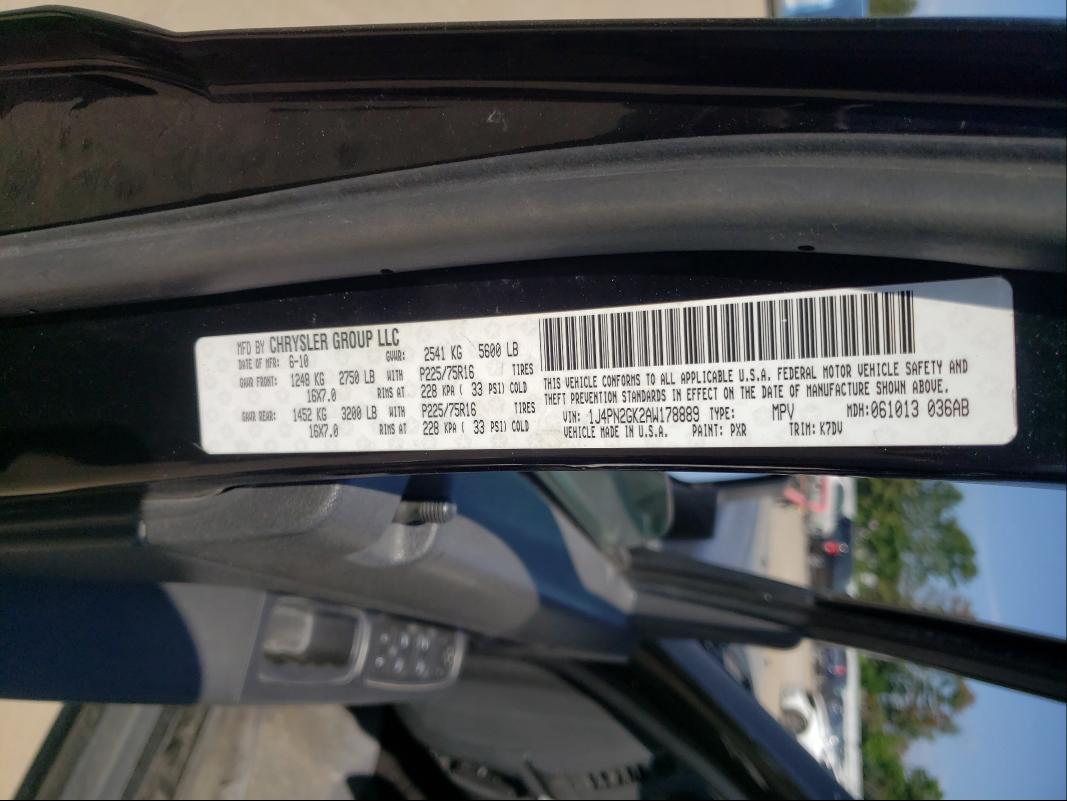 MFD BY CHRYSLER GROUP LLC
DATE OF MFR: 6-10 GVWR: 2541 KG 5600 LB
GAWR FRONT: 1248 KG 2750 LB WITH P225/75R16 TIRES
16X7.0 RIMS AT 228 KPA ( 33 PSI) COLD
GAWR REAR: 1452 KG 3200 LB WITH P225/75R16 TIRES
16X7.0 RIMS AT 228 KPA ( 33 PSI) COLD
THIS VEHICLE CONFORMS TO ALL APPLICABLE U.S.A. FEDERAL MOTOR VEHICLE SAFETY AND
THEFT PREVENTION STANDARDS IN EFFECT ON THE DATE OF MANUFACTURE SHOWN ABOVE.
VIN: 1J4PN2GK2AW178889 TYPE: MPV MDH: 061013 036AB
VEHICLE MADE IN U.S.A. PAINT: PXR TRIM: K7DV